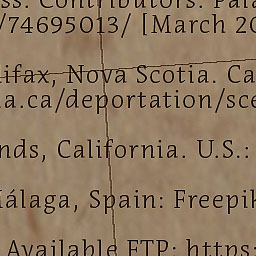 ss. Contributors. Pala
/74695013/ [March 20
lifax, Nova Scotia. Ca
a.ca/deportation/sce
nds, California. U.S.:
Málaga, Spain: Freepik
Available FTP: https: